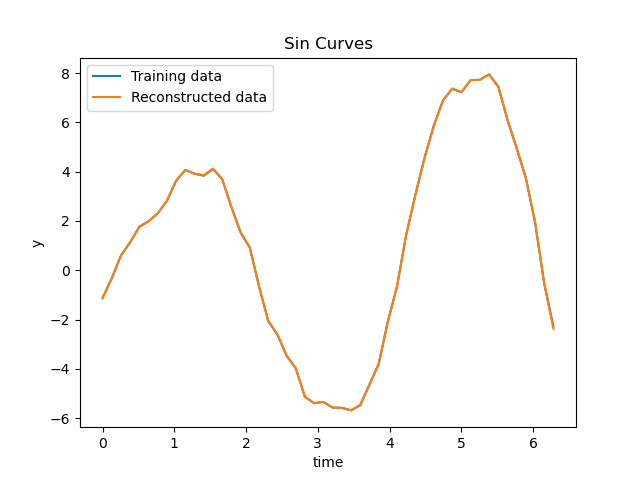 Sin Curves
Training data
Reconstructed data
8
6
4
2
0
−2
−4
−6
y
0 1 2 3 4 5 6
time